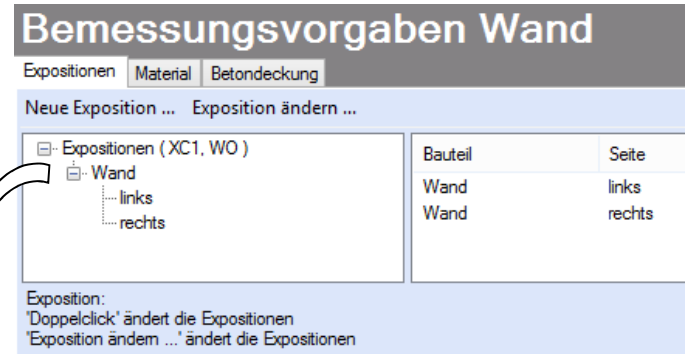 Bemessungsvorgaben Wand
Expositionen Material Betondeckung
Neue Exposition ... Exposition ändern ...
Expositionen ( XC1, WO )
Wand
links
rechts
Bauteil Seite
Wand links
Wand rechts
Exposition:
'Doppelclick' ändert die Expositionen
'Exposition ändern ...' ändert die Expositionen